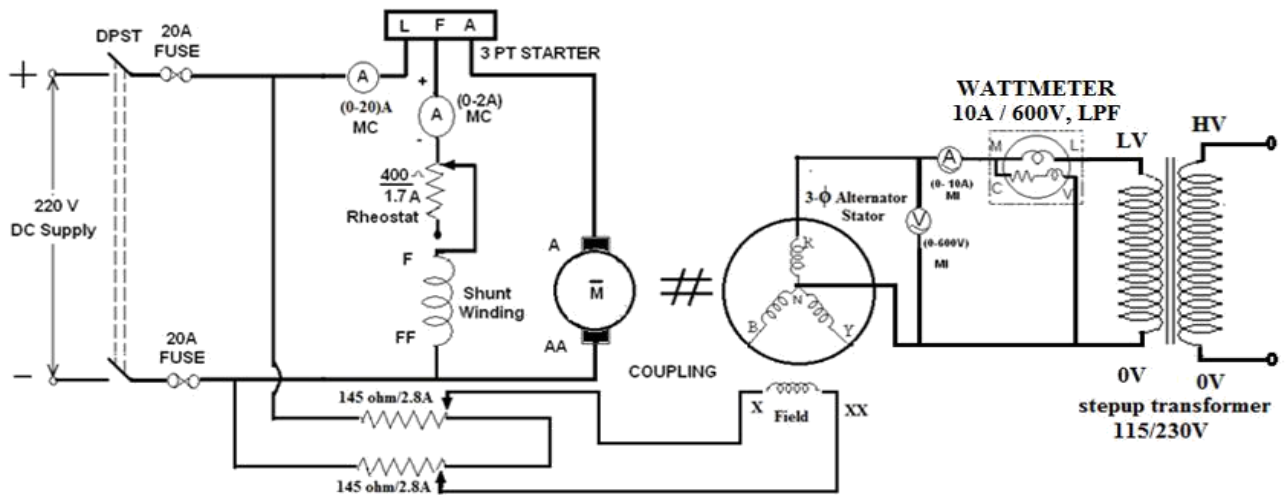 L F A
DPST
20A
FUSE
3 PT STARTER
+
A
(0-20)A
MC
+
(0-2A)
MC
A
-
400
1.7 A
Rheostat
220 V
DC Supply
F
Shunt
Winding
FF
A
M
AA
-
20A
FUSE
COUPLING
145 ohm/2.8A
145 ohm/2.8A
X
Field
XX
3-ϕ Alternator
Stator
R
N
B
Y
WATTMETER
10A / 600V, LPF
A
(0- 10A)
MI
V
(0-600V)
MI
M
L
C
V
LV
HV
0V
0V
stepup transformer
115/230V